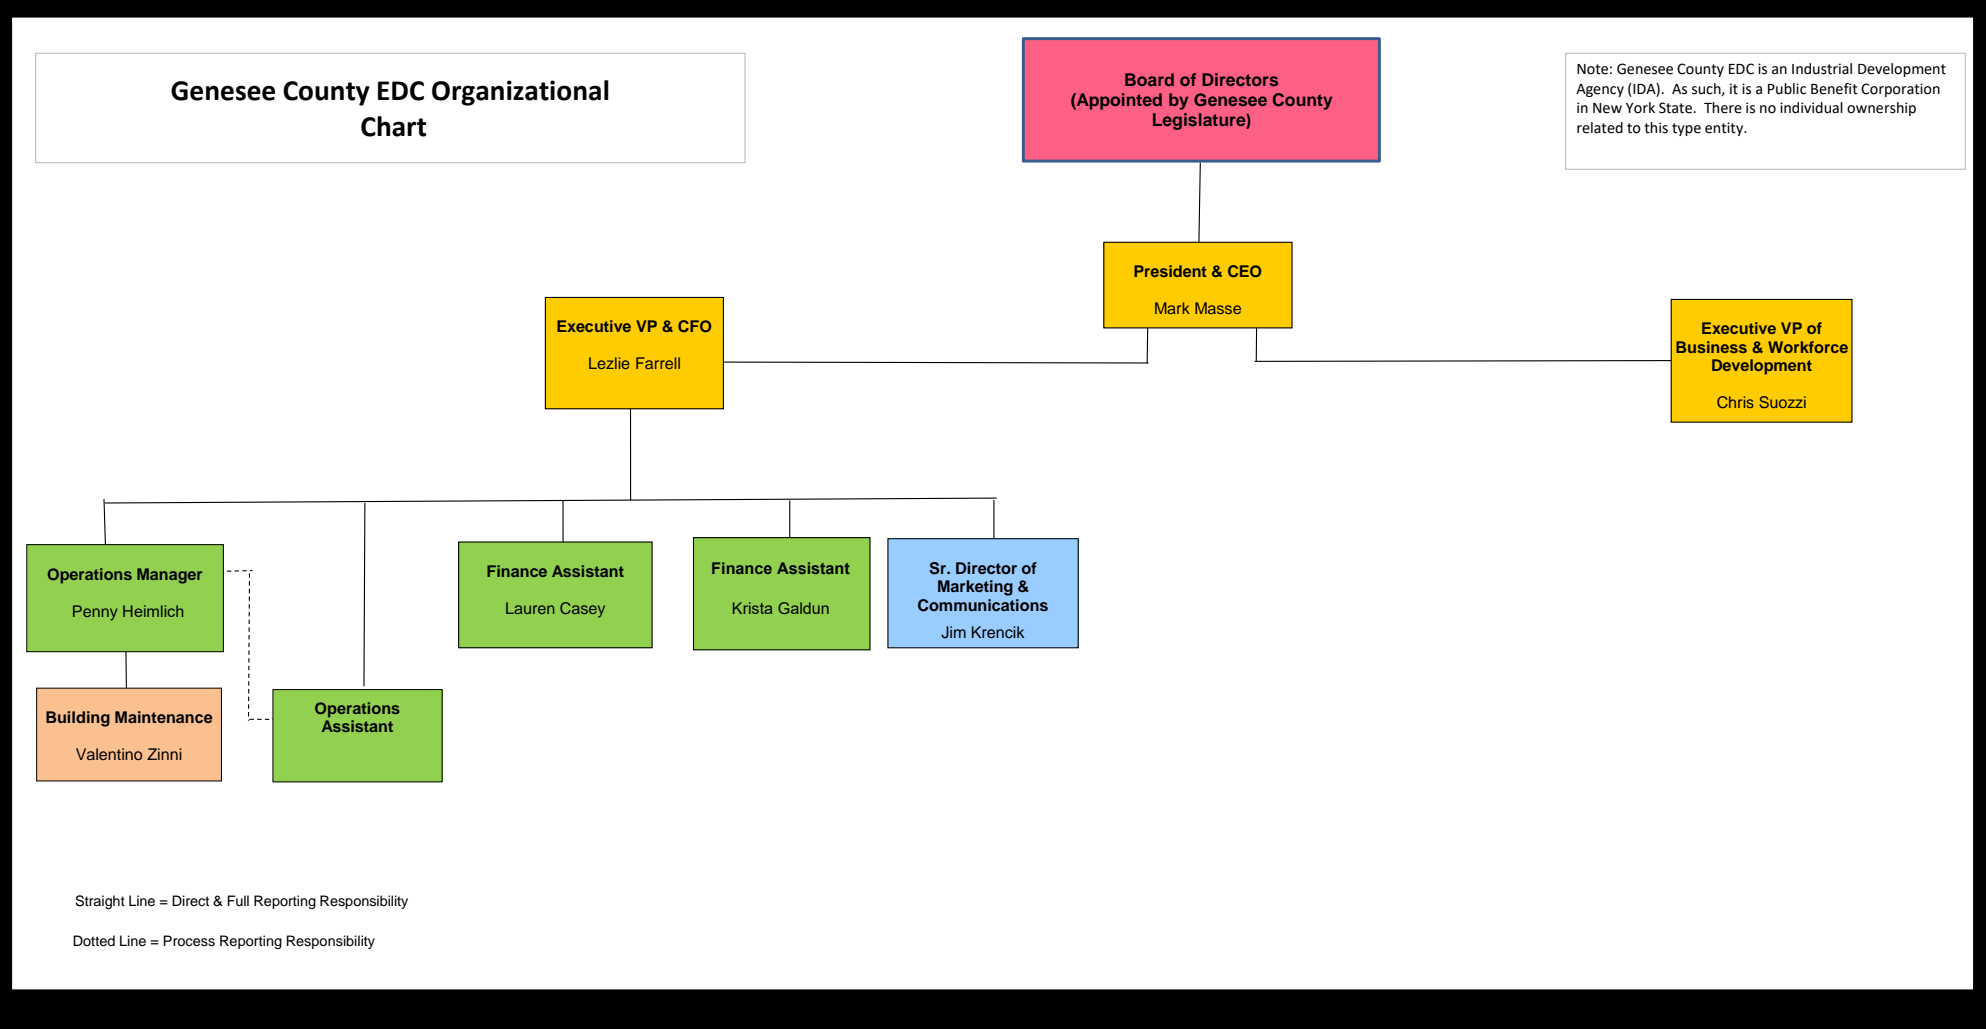 Genesee County EDC Organizational
Chart
Board of Directors
(Appointed by Genesee County
Legislature)
Note: Genesee County EDC is an Industrial Development
Agency (IDA).  As such, it is a Public Benefit Corporation
in New York State.  There is no individual ownership
related to this type entity.
President & CEO
Mark Masse
Executive VP & CFO
Lezlie Farrell
Executive VP of
Business & Workforce
Development
Chris Suozzi
Operations Manager
Penny Heimlich
Finance Assistant
Lauren Casey
Finance Assistant
Krista Galdun
Sr. Director of
Marketing &
Communications
Jim Krencik
Building Maintenance
Valentino Zinni
Operations
Assistant
Straight Line = Direct & Full Reporting Responsibility
Dotted Line = Process Reporting Responsibility